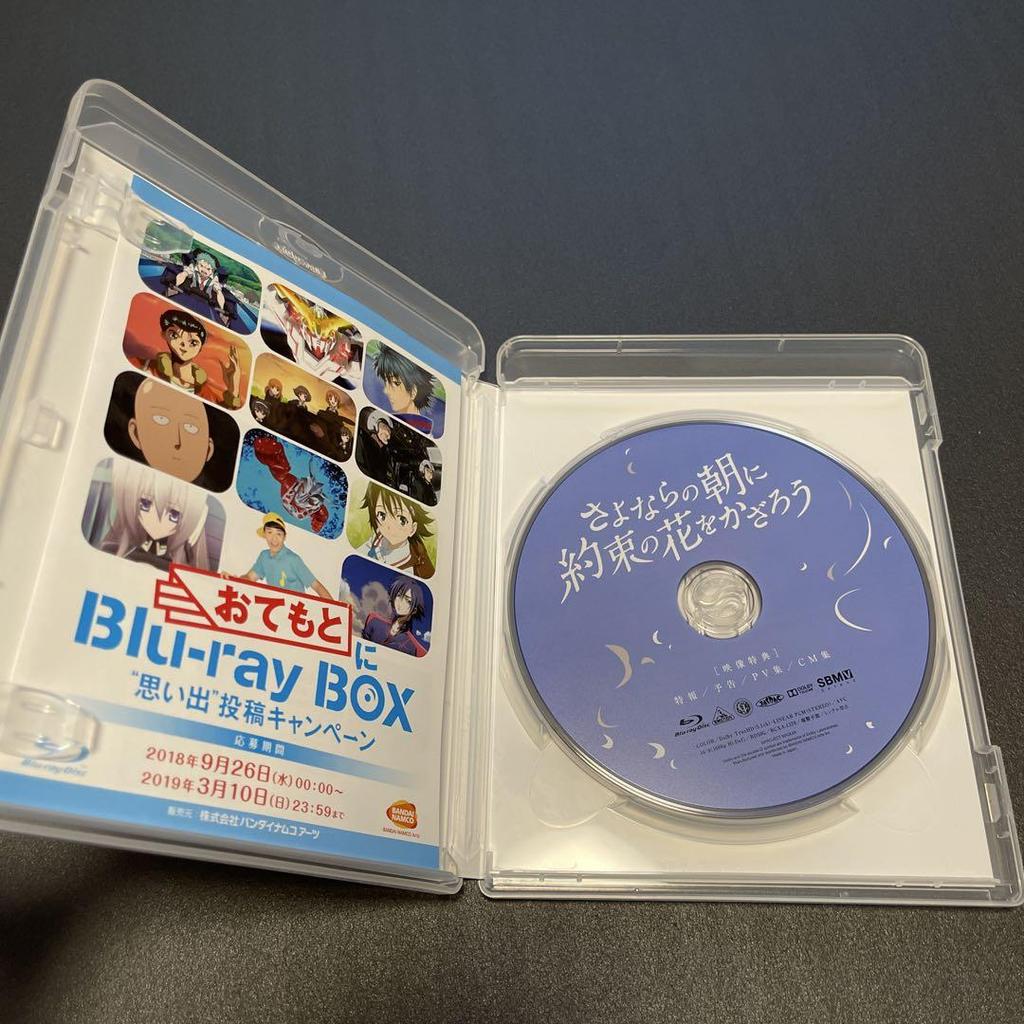 おてもとに
Blu-ray BOX
“思い出”投稿キャンペーン
応募期間
2018年9月26日(水)00:00〜
2019年3月10日(日)23:59まで
販売元 株式会社バンダイナムコアーツ
BANDAI
NAMCO
Blu-ray Disc
さよならの朝に
約束の花をかざろう
[映像特典]
特報/予告/PV集/CM集
Blu-ray Disc
DOLBY
SBMV